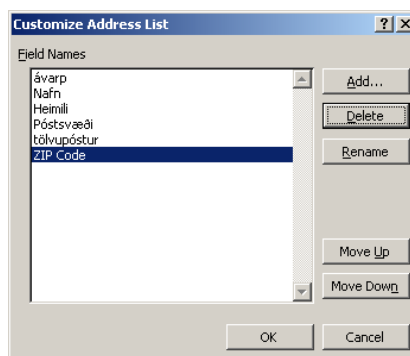 Customize Address List
Field Names
ávarp
Nafn
Heimili
Póstsvæði
tölvupóstur
ZIP Code
Add...
Delete
Rename
Move Up
Move Down
OK
Cancel